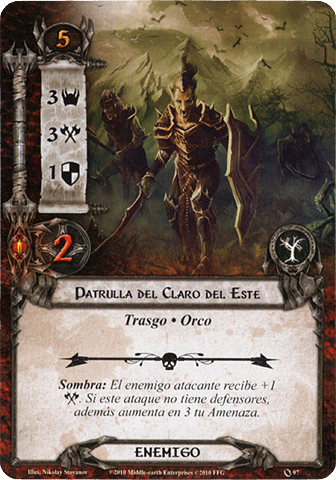 5
3
3
1
2
PATRULLA DEL CLARO DEL ESTE
Trasgo • Orco
Sombra: El enemigo atacante recibe +1
. Si este ataque no tiene defensores,
además aumenta en 3 tu Amenaza.
ENEMIGO
Illus. Nikolay Stoyanov ©2010 Middle-earth Enterprises ©2010 FFG 97